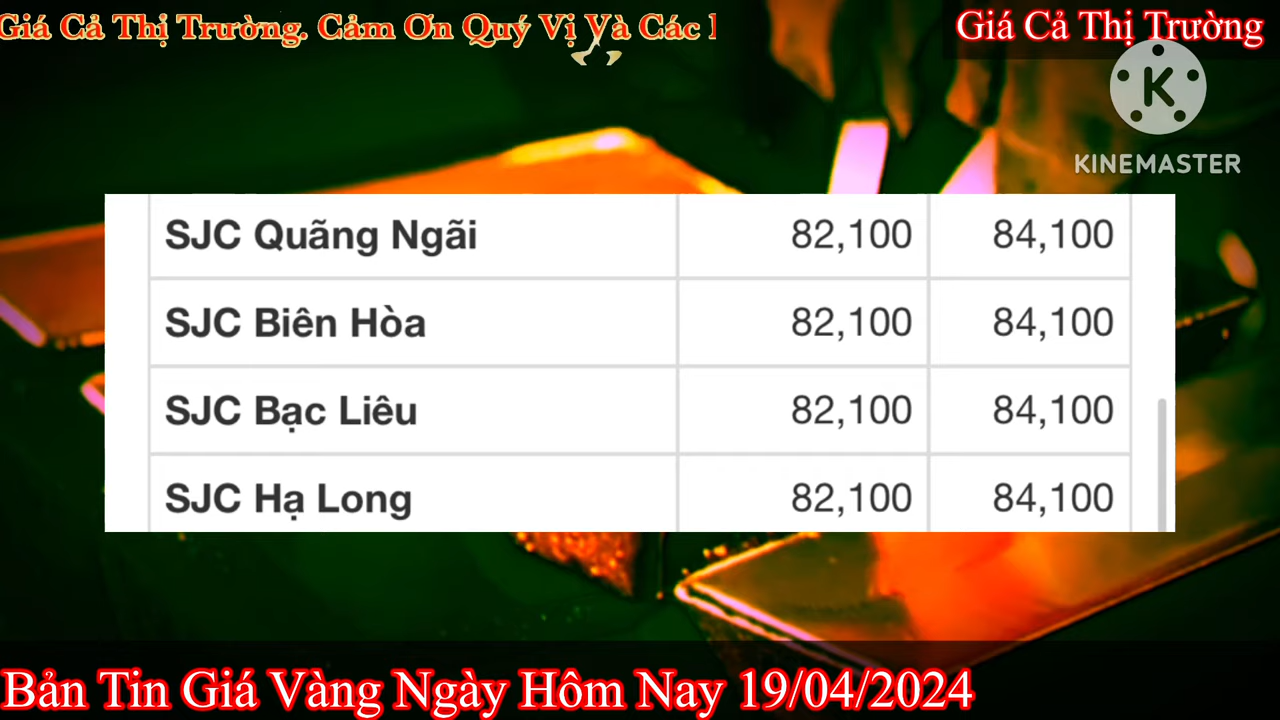 Giá Cả Thị Trường. Cảm Ơn Quý Vị Và Các
Giá Cả Thị Trường
K
KINEMASTER
SJC Quãng Ngãi 82,100 84,100
SJC Biên Hòa 82,100 84,100
SJC Bạc Liêu 82,100 84,100
SJC Hạ Long 82,100 84,100
Bản Tin Giá Vàng Ngày Hôm Nay 19/04/2024